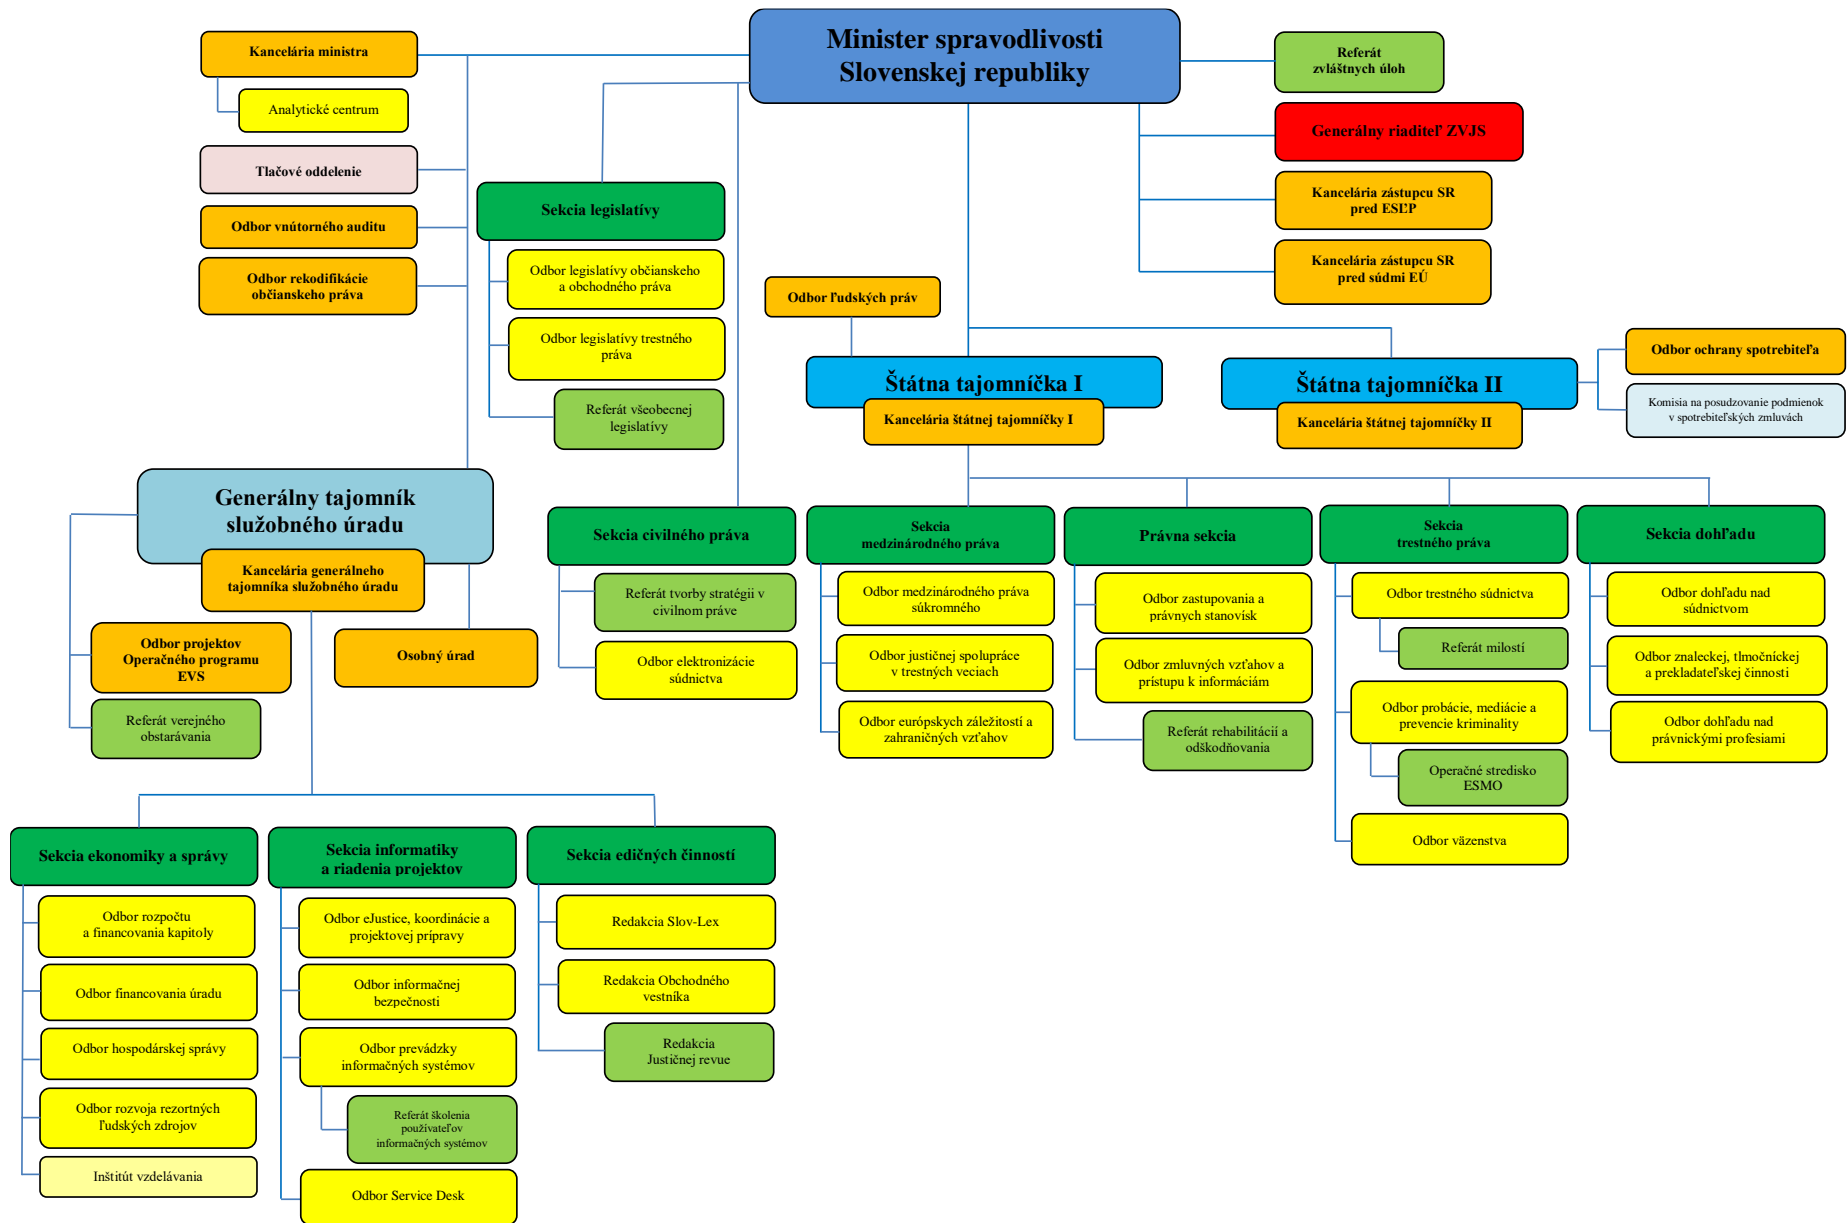 Minister spravodlivosti
Slovenskej republiky
Kancelária ministra
Analytické centrum
Tlačové oddelenie
Odbor vnútorného auditu
Odbor rekodifikácie
občianskeho práva
Referát
zvláštnych úloh
Generálny riaditeľ ZVJS
Kancelária zástupcu SR
pred ESĽP
Kancelária zástupcu SR
pred súdmi EÚ
Sekcia legislatívy
Odbor legislatívy občianskeho
a obchodného práva
Odbor legislatívy trestného
práva
Referát všeobecnej
legislatívy
Odbor ľudských práv
Štátna tajomníčka I
Kancelária štátnej tajomníčky I
Štátna tajomníčka II
Kancelária štátnej tajomníčky II
Odbor ochrany spotrebiteľa
Komisia na posudzovanie podmienok
v spotrebiteľských zmluvách
Generálny tajomník
služobného úradu
Kancelária generálneho
tajomníka služobného úradu
Odbor projektov
Operačného programu
EVS
Referát verejného
obstarávania
Osobný úrad
Sekcia civilného práva
Referát tvorby stratégii v
civilnom práve
Odbor elektronizácie
súdnictva
Sekcia
medzinárodného práva
Odbor medzinárodného práva
súkromného
Odbor justičnej spolupráce
v trestných veciach
Odbor európskych záležitostí a
zahraničných vzťahov
Právna sekcia
Odbor zastupovania a
právnych stanovísk
Odbor zmluvných vzťahov a
prístupu k informáciám
Referát rehabilitácií a
odškodňovania
Sekcia
trestného práva
Odbor trestného súdnictva
Referát milostí
Odbor probácie, mediácie a
prevencie kriminality
Operačné stredisko
ESMO
Odbor väzenstva
Sekcia dohľadu
Odbor dohľadu nad
súdnictvom
Odbor znaleckej, tlmočníckej
a prekladateľskej činnosti
Odbor dohľadu nad
právnickými profesiami
Sekcia ekonomiky a správy
Odbor rozpočtu
a financovania kapitoly
Odbor financovania úradu
Odbor hospodárskej správy
Odbor rozvoja rezortných
ľudských zdrojov
Inštitút vzdelávania
Sekcia informatiky
a riadenia projektov
Odbor eJustice, koordinácie a
projektovej prípravy
Odbor informačnej
bezpečnosti
Odbor prevádzky
informačných systémov
Referát školenia
používateľov
informačných systémov
Odbor Service Desk
Sekcia edičných činností
Redakcia Slov-Lex
Redakcia Obchodného
vestníka
Redakcia
Justičnej revue